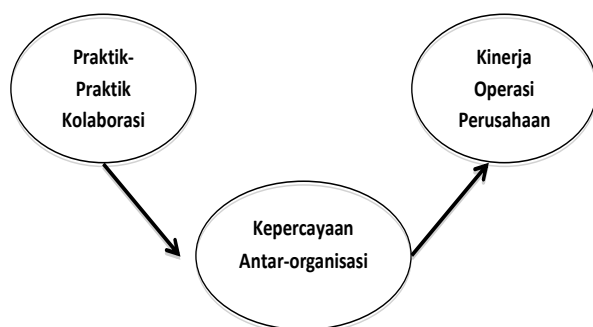 Praktik-
Praktik
Kolaborasi
Kinerja
Operasi
Perusahaan
Kepercayaan
Antar-organisasi